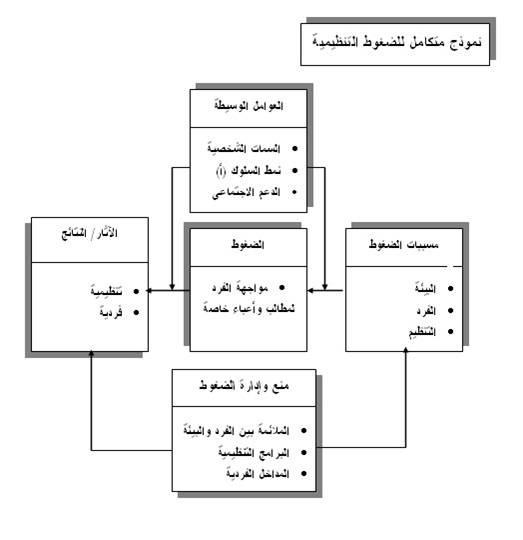 نموذج متكامل للضغوط التنظيمية
العوامل الوسيطة
• السمات الشخصية
• نمط السلوك (أ)
• الدعم الاجتماعي
مسببات الضغوط
• البيئة
• الفرد
• التنظيم
الضغوط
• مواجهة الفرد
لمطالب وأعباء خاصة
الآثار/ النتائج
• تنظيمية
• فردية
منع وإدارة الضغوط
• الملائمة بين الفرد والبيئة
• البرامج التنظيمية
• المداخل الفردية